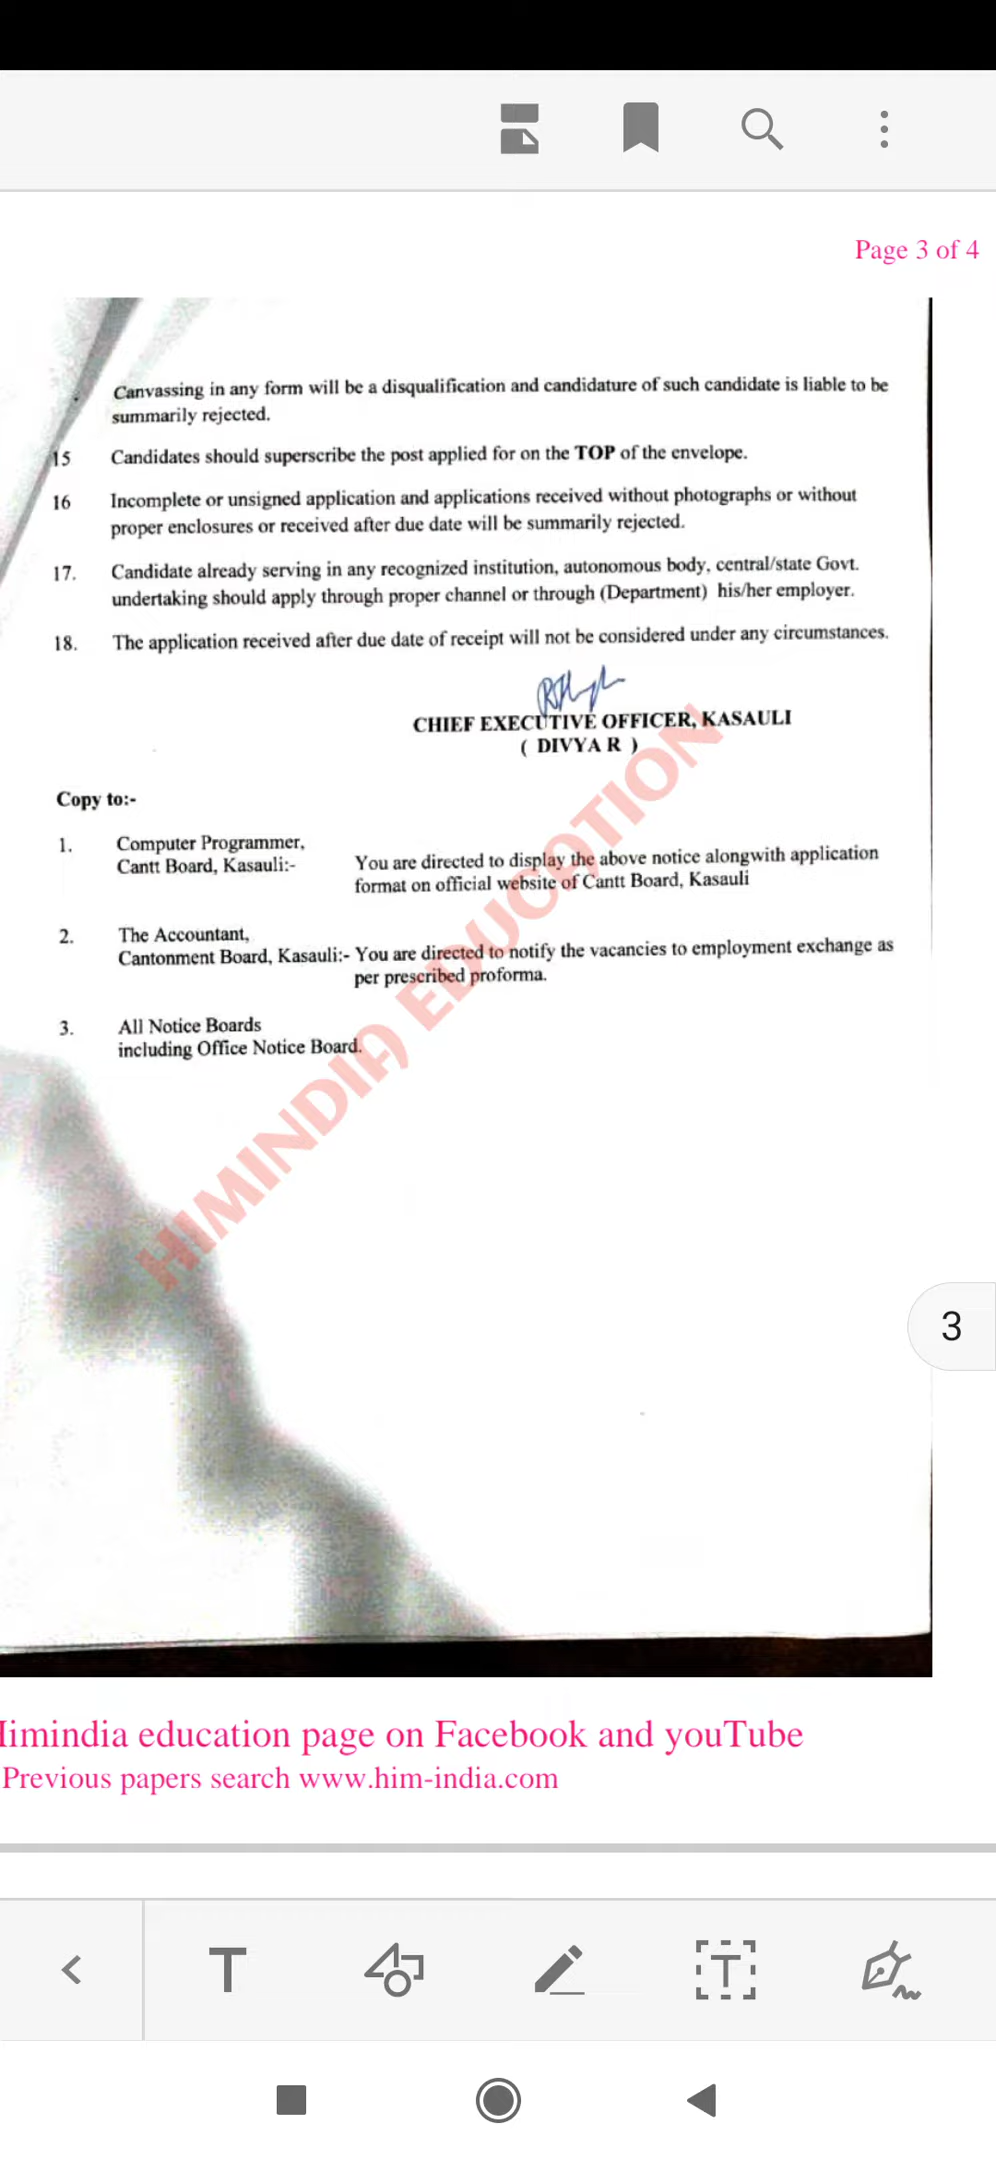 Page 3 of 4
Canvassing in any form will be a disqualification and candidature of such candidate is liable to be
summarily rejected.
15 Candidates should superscribe the post applied for on the TOP of the envelope.
16 Incomplete or unsigned application and applications received without photographs or without
proper enclosures or received after due date will be summarily rejected.
17. Candidate already serving in any recognized institution, autonomous body, central/state Govt.
undertaking should apply through proper channel or through (Department) his/her employer.
18. The application received after due date of receipt will not be considered under any circumstances.
CHIEF EXECUTIVE OFFICER, KASAULI
( DIVYA R )
Copy to:-
1. Computer Programmer,
Cantt Board, Kasauli:- You are directed to display the above notice alongwith application
format on official website of Cantt Board, Kasauli
2. The Accountant,
Cantonment Board, Kasauli:- You are directed to notify the vacancies to employment exchange as
per prescribed proforma.
3. All Notice Boards
including Office Notice Board.
HIMINDIA EDUCATION
3
Himindia education page on Facebook and youTube
Previous papers search www.him-india.com
T
T